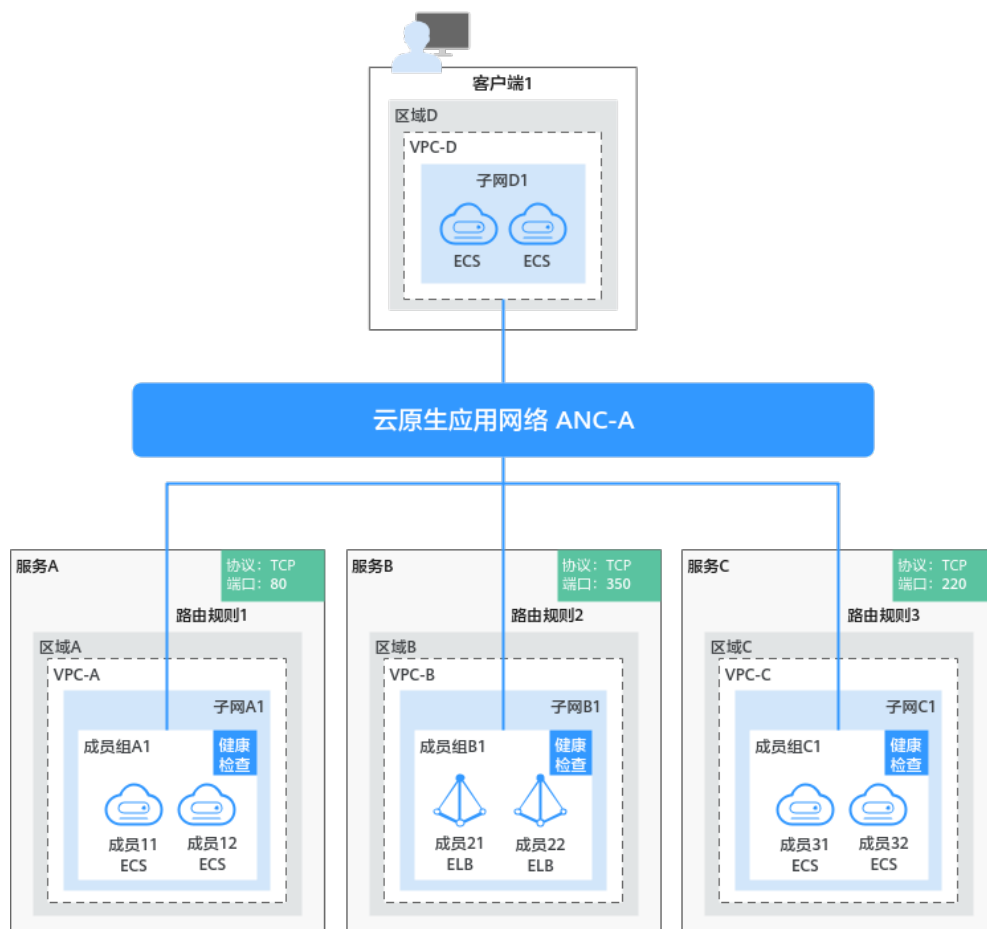 客户端1
区域D
VPC-D
子网D1
ECS
ECS
云原生应用网络 ANC-A
服务A
协议：TCP
端口：80
路由规则1
区域A
VPC-A
子网A1
成员组A1
健康
检查
成员11
ECS
成员12
ECS
服务B
协议：TCP
端口：350
路由规则2
区域B
VPC-B
子网B1
成员组B1
健康
检查
成员21
ELB
成员22
ELB
服务C
协议：TCP
端口：220
路由规则3
区域C
VPC-C
子网C1
成员组C1
健康
检查
成员31
ECS
成员32
ECS